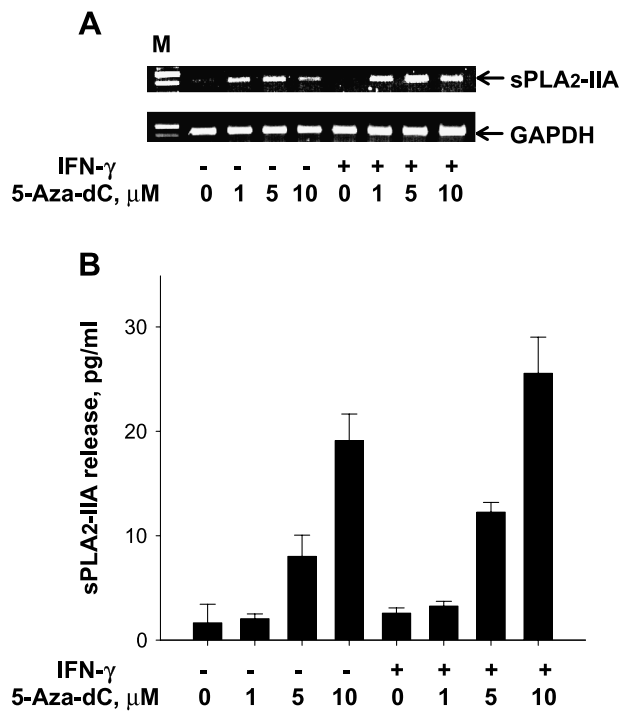 A
M
sPLA2-IIA
GAPDH
IFN-γ - - - - + + + +
5-Aza-dC, μM 0 1 5 10 0 1 5 10
B
30
20
10
0
sPLA2-IIA release, pg/ml
IFN-γ - - - - + + + +
5-Aza-dC, μM 0 1 5 10 0 1 5 10